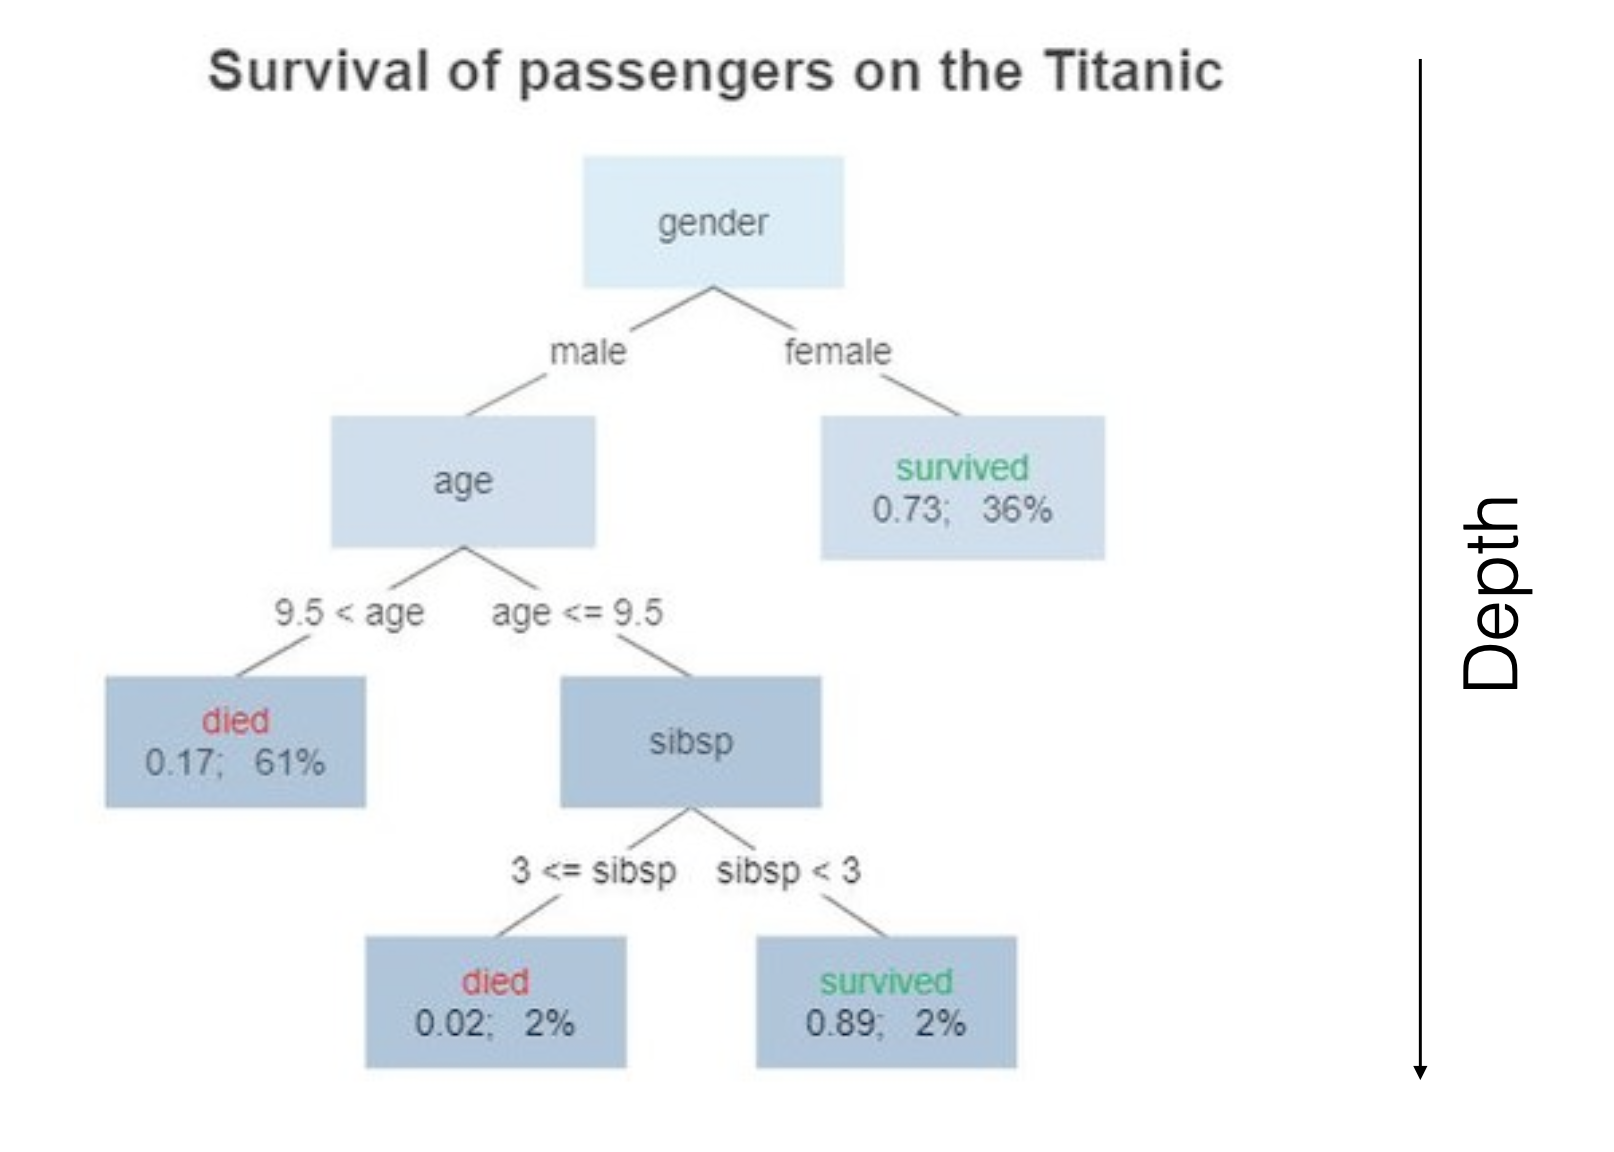 Survival of passengers on the Titanic
gender
male
female
age
survived
0.73; 36%
9.5 < age
age <= 9.5
died
0.17; 61%
sibsp
3 <= sibsp
sibsp < 3
died
0.02; 2%
survived
0.89; 2%
Depth